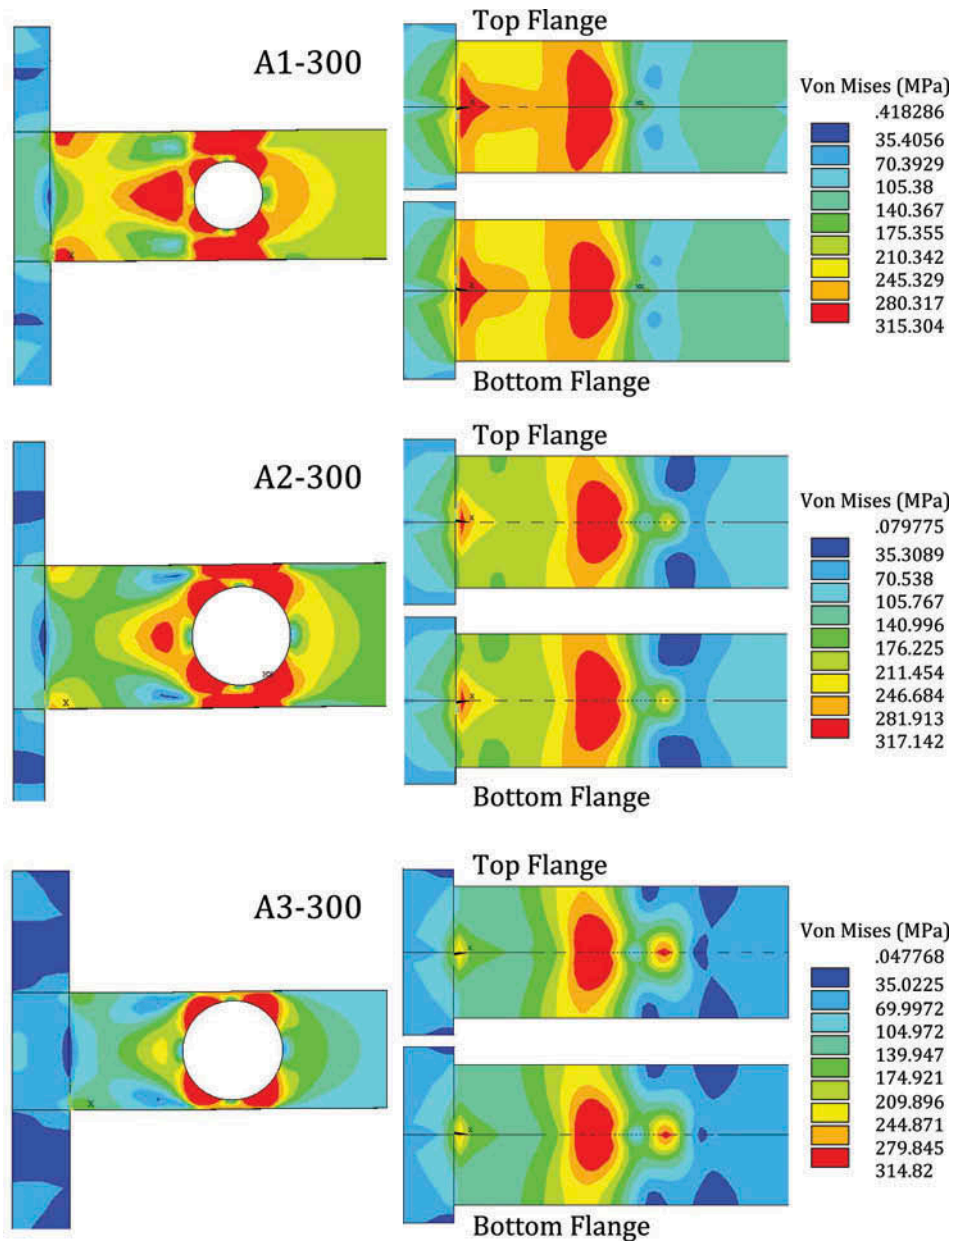 Top Flange
A1-300
Von Mises (MPa)
.418286
35.4056
70.3929
105.38
140.367
175.355
210.342
245.329
280.317
315.304
X
X
X
Bottom Flange
Top Flange
A2-300
Von Mises (MPa)
.079775
35.3089
70.538
105.767
140.996
176.225
211.454
246.684
281.913
317.142
X
X
X
Bottom Flange
Top Flange
A3-300
Von Mises (MPa)
.047768
35.0225
69.9972
104.972
139.947
174.921
209.896
244.871
279.845
314.82
X
X
X
Bottom Flange